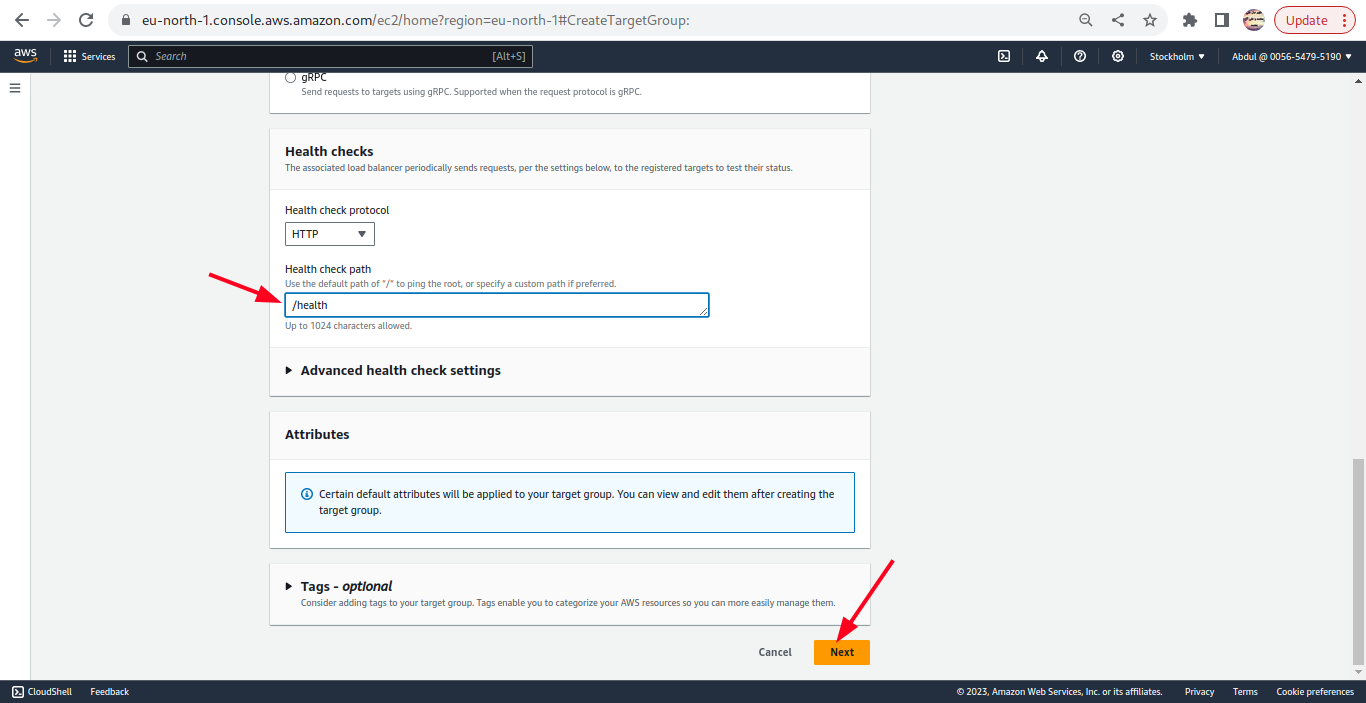 eu-north-1.console.aws.amazon.com/ec2/home?region=eu-north-1#CreateTargetGroup:
Update
aws
Services
Search
[Alt+S]
Stockholm
Abdul @ 0056-5479-5190
gRPC
Send requests to targets using gRPC. Supported when the request protocol is gRPC.
Health checks
The associated load balancer periodically sends requests, per the settings below, to the registered targets to test their status.
Health check protocol
HTTP
Health check path
Use the default path of "/" to ping the root, or specify a custom path if preferred.
/health
Up to 1024 characters allowed.
Advanced health check settings
Attributes
Certain default attributes will be applied to your target group. You can view and edit them after creating the
target group.
Tags - optional
Consider adding tags to your target group. Tags enable you to categorize your AWS resources so you can more easily manage them.
Cancel
Next
CloudShell
Feedback
© 2023, Amazon Web Services, Inc. or its affiliates.
Privacy
Terms
Cookie preferences